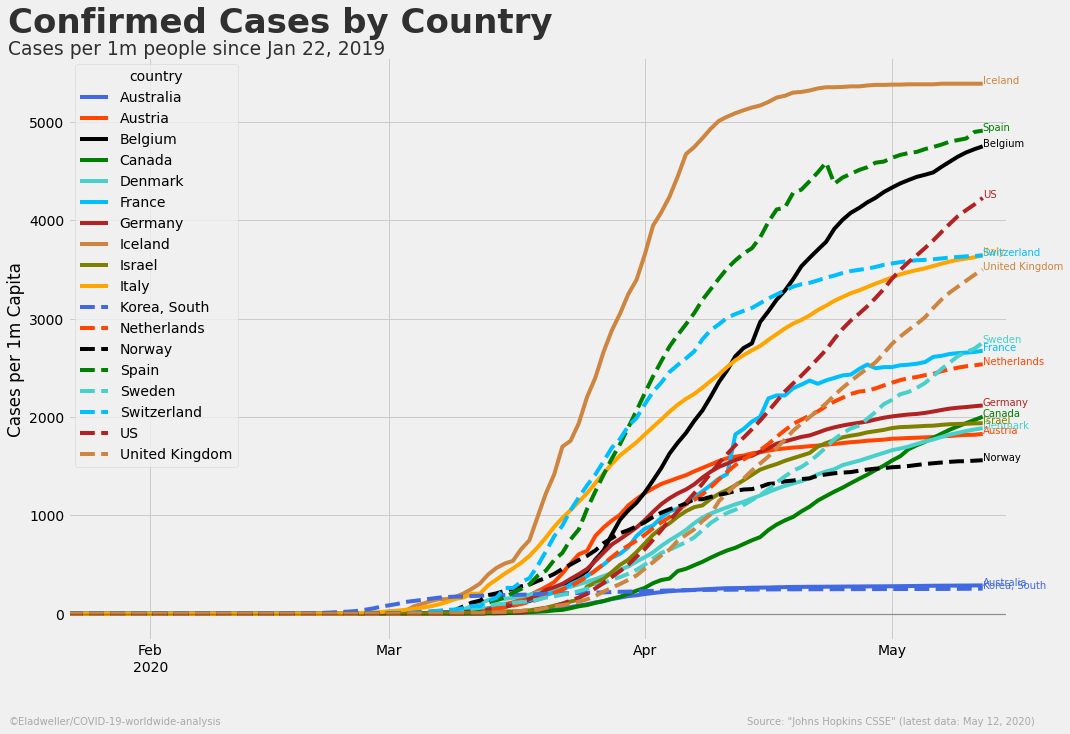 Confirmed Cases by Country
Cases per 1m people since Jan 22, 2019
country
Australia
Austria
Belgium
Canada
Denmark
France
Germany
Iceland
Israel
Italy
Korea, South
Netherlands
Norway
Spain
Sweden
Switzerland
US
United Kingdom
Cases per 1m Capita
5000
4000
3000
2000
1000
0
Feb
2020
Mar
Apr
May
Iceland
Spain
Belgium
US
Switzerland
United Kingdom
Sweden
France
Netherlands
Germany
Canada
Israel
Denmark
Austria
Norway
Australia
Korea, South
©Eladweller/COVID-19-worldwide-analysis
Source: "Johns Hopkins CSSE" (latest data: May 12, 2020)